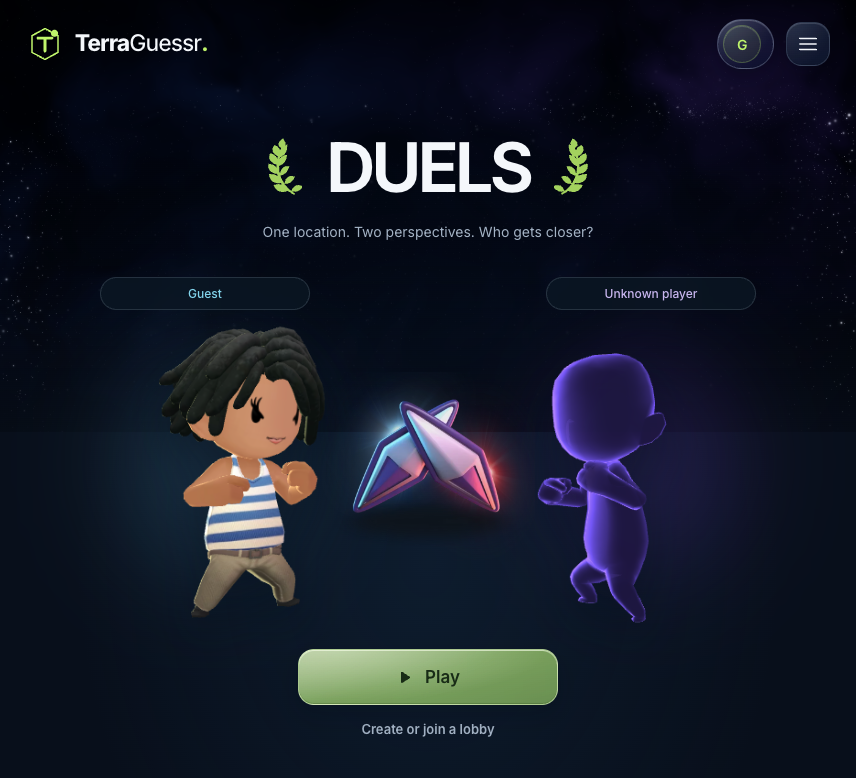 TerraGuessr.
G
DUELS
One location. Two perspectives. Who gets closer?
Guest
Unknown player
Play
Create or join a lobby